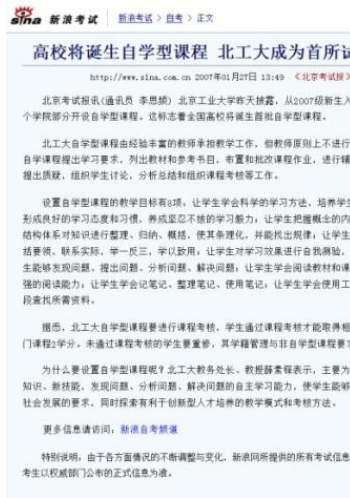 sina 新浪考试 新浪考试 > 自考 > 正文
高校将诞生自学型课程 北工大成为首所试
http://www.sina.com.cn 2007年01月27日 13:49 《北京考试报》
北京考试报讯(通讯员 李思颖) 北京工业大学昨天披露，从2007级新生入
个学院部分开设自学型课程。这标志着全国高校将诞生首批自学型课程。
北工大自学型课程由经验丰富的教师承担教学工作，但教师原则上不进行
自学课程提出学习要求，列出教材和参考书目，布置和批改课程作业，进行辅
提出质疑，组织学生讨论，分析总结和组织课程考核等工作。
设置自学型课程的教学目标有8项：让学生学会科学的学习方法，培养学生
形成良好的学习态度和习惯，养成坚忍不拔的学习毅力；让学生把握概念的内
结构体系对知识进行整理、归纳、概括，使其条理化，并能找出规律；让学生
括要领，联系实际，举一反三，学以致用；让学生对学习效果进行自我测验，
生能够发现问题、提出问题、分析问题、解决问题；让学生学会阅读教材和课
强的阅读能力；让学生学会记笔记、整理笔记、使用笔记；让学生学会使用工
段查找所需资料。
据悉，北工大自学型课程要进行课程考核，学生通过课程考核才能取得相
门课程2学分。未通过课程考核的学生要重修，其学籍管理与非自学型课程要
为什么要设置自学型课程呢？北工大教务处长、教授薛素铎表示，主要为
知识、新技能，发现问题、分析问题、解决问题的自主学习能力，使学生能够
社会发展的要求，同时探索有利于创新型人才培养的教学模式和考核方法。
更多信息请访问：新浪自考频道
特别说明：由于各方面情况的不断调整与变化，新浪网所提供的所有考试信息
考生以权威部门公布的正式信息为准。